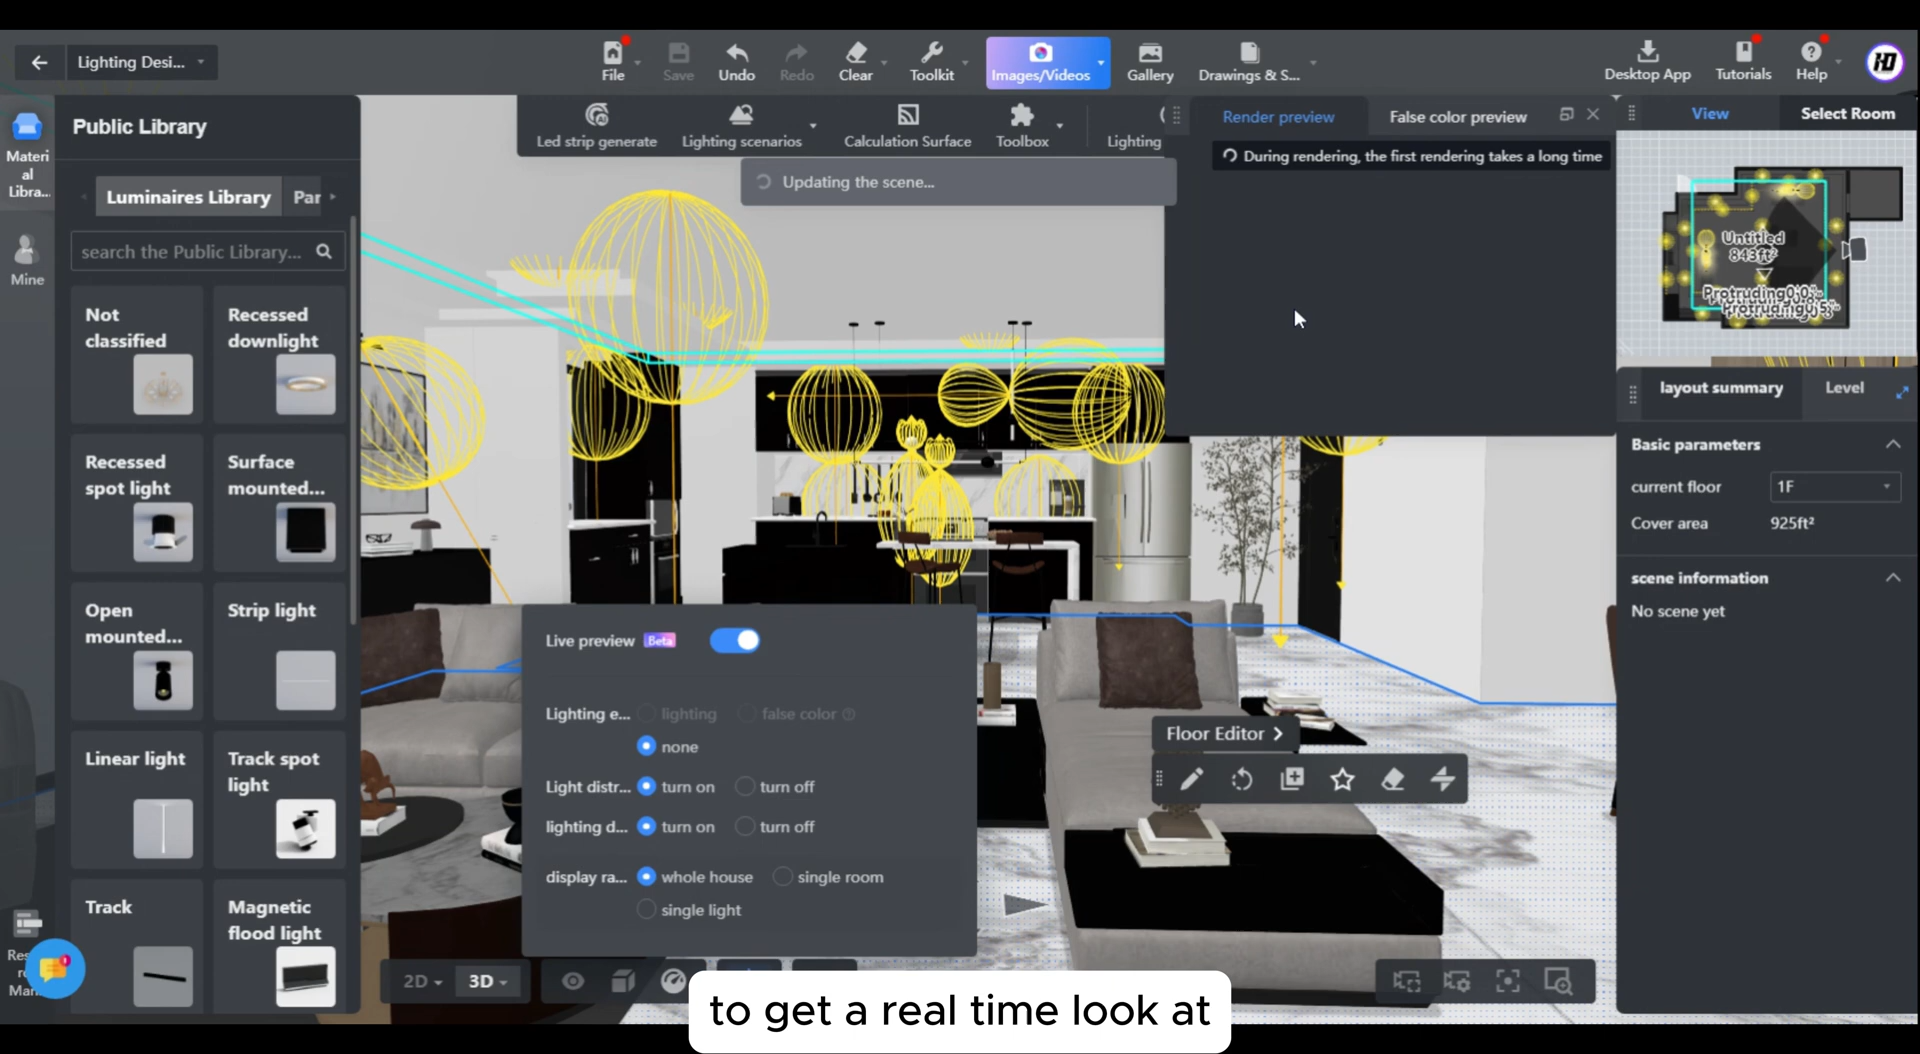 Lighting Desi...
File
Save
Undo
Redo
Clear
Toolkit
Images/Videos
Gallery
Drawings & S...
Desktop App
Tutorials
Help
Materi
al
Libra...
Mine
Public Library
Luminaires Library
Par
search the Public Library...
Not
classified
Recessed
downlight
Recessed
spot light
Surface
mounted...
Open
mounted...
Strip light
Linear light
Track spot
light
Track
Magnetic
flood light
Led strip generate
Lighting scenarios
Calculation Surface
Toolbox
Lighting
Updating the scene...
Render preview
False color preview
During rendering, the first rendering takes a long time
View
Select Room
Untitled
843ft²
layout summary
Level
Basic parameters
current floor
1F
Cover area
925ft²
scene information
No scene yet
Live preview
Beta
Lighting e...
lighting
false color
none
Light distr...
turn on
turn off
lighting d...
turn on
turn off
display ra...
whole house
single room
single light
Floor Editor
2D
3D
to get a real time look at